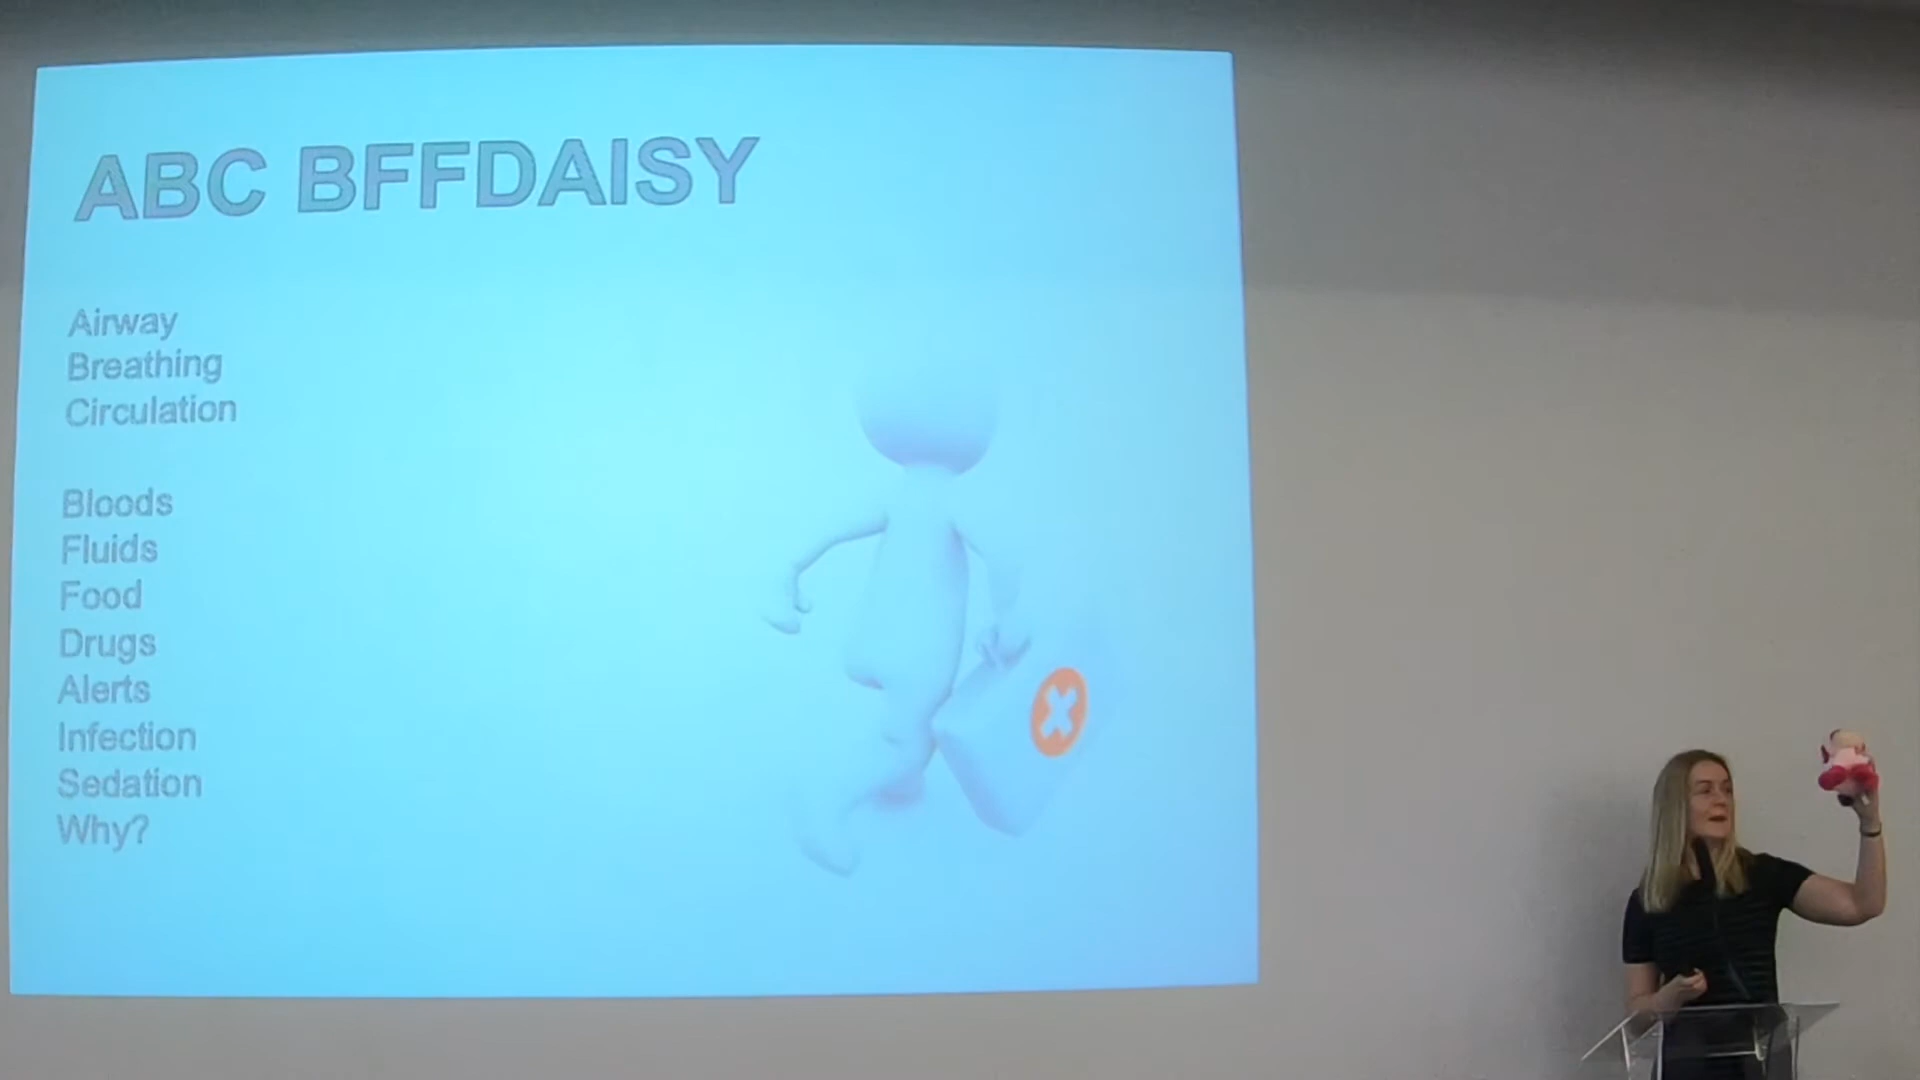 ABC BFFDAISY
Airway
Breathing
Circulation
Bloods
Fluids
Food
Drugs
Alerts
Infection
Sedation
Why?